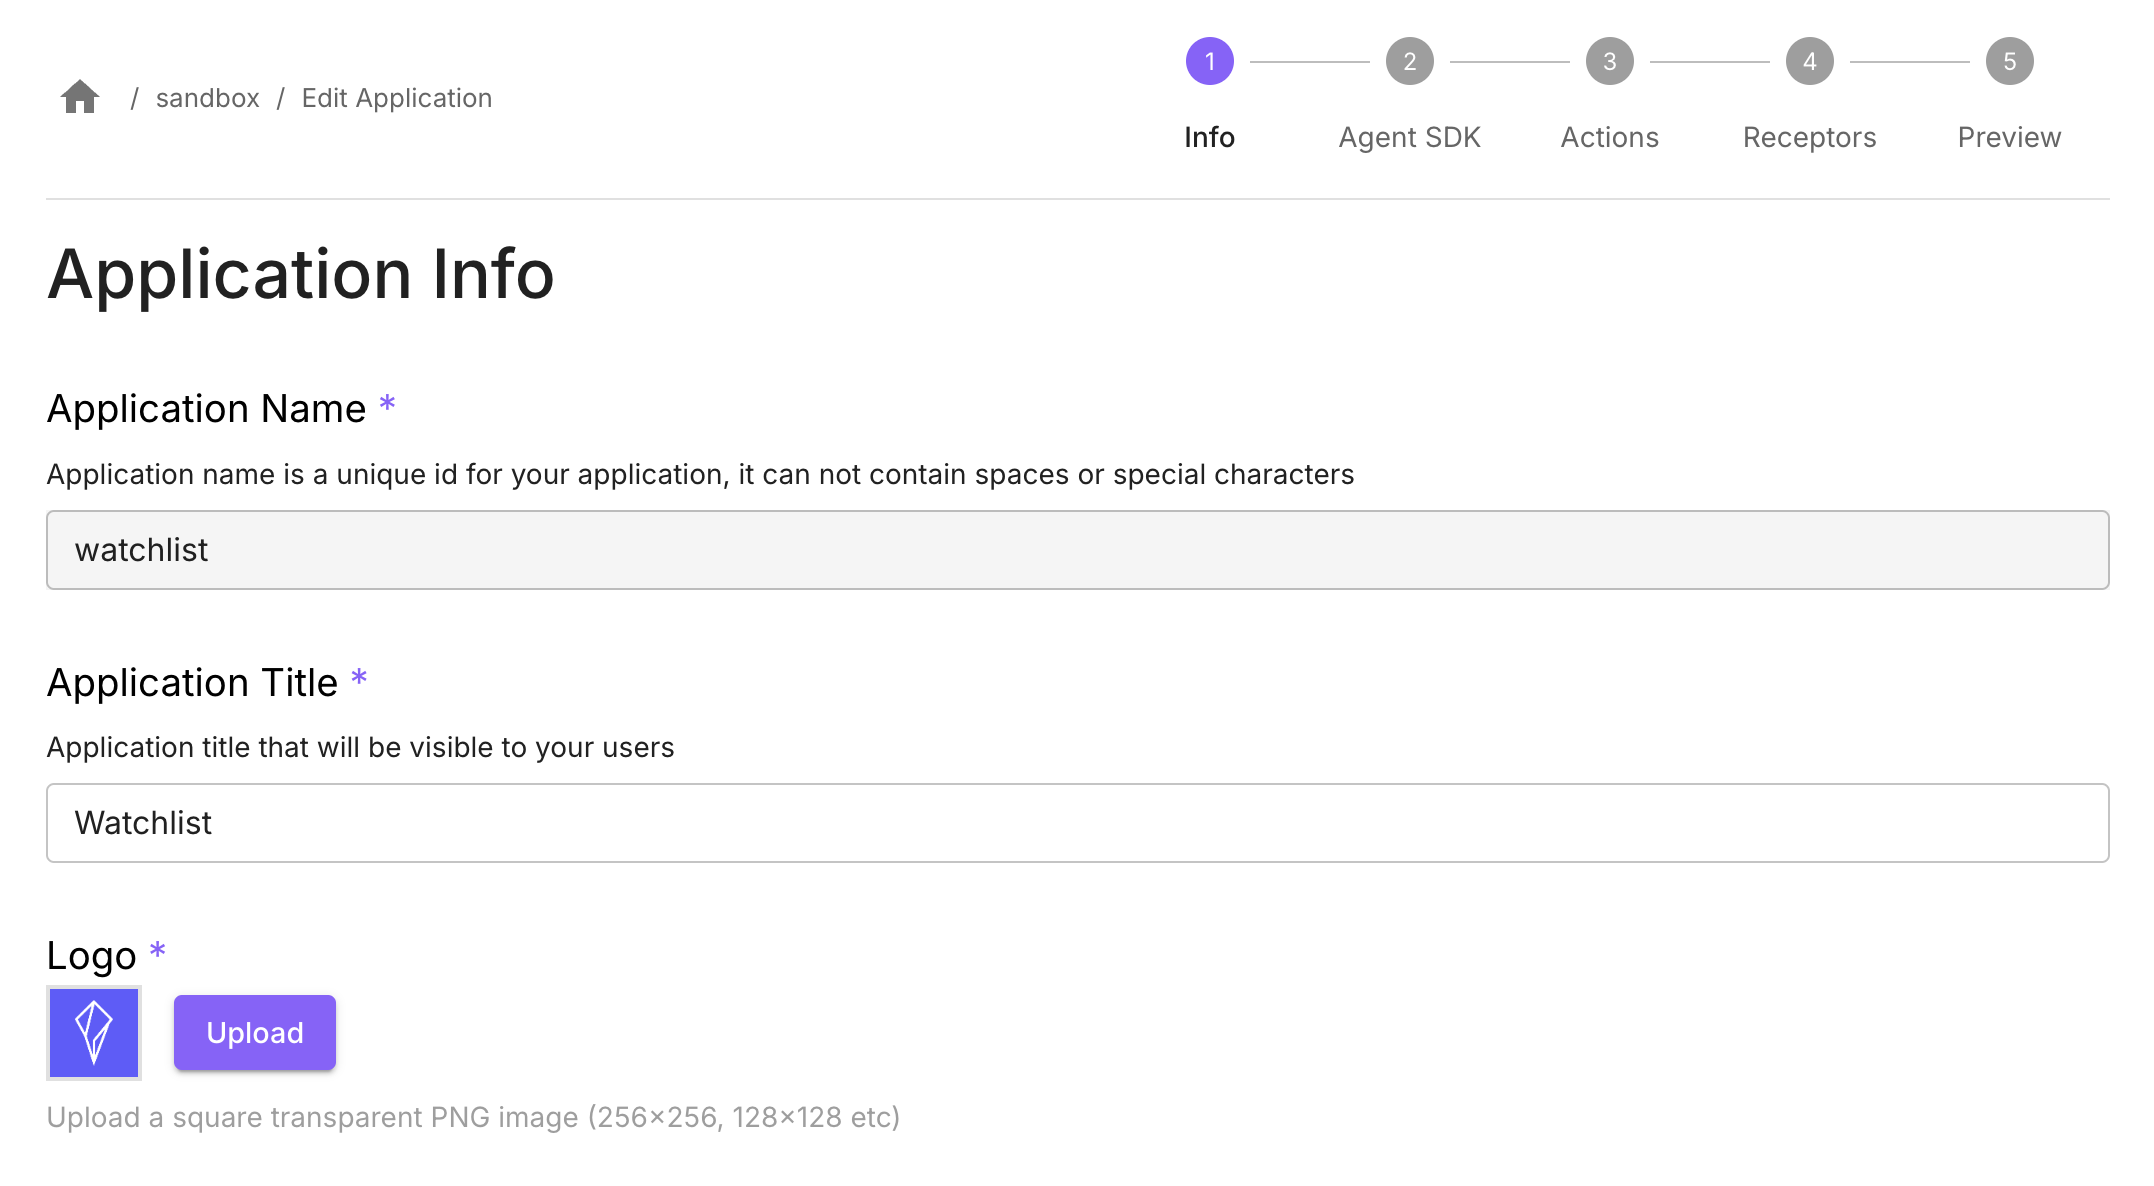 / sandbox / Edit Application
1 2 3 4 5
Info Agent SDK Actions Receptors Preview
Application Info
Application Name *
Application name is a unique id for your application, it can not contain spaces or special characters
watchlist
Application Title *
Application title that will be visible to your users
Watchlist
Logo *
Upload
Upload a square transparent PNG image (256×256, 128×128 etc)